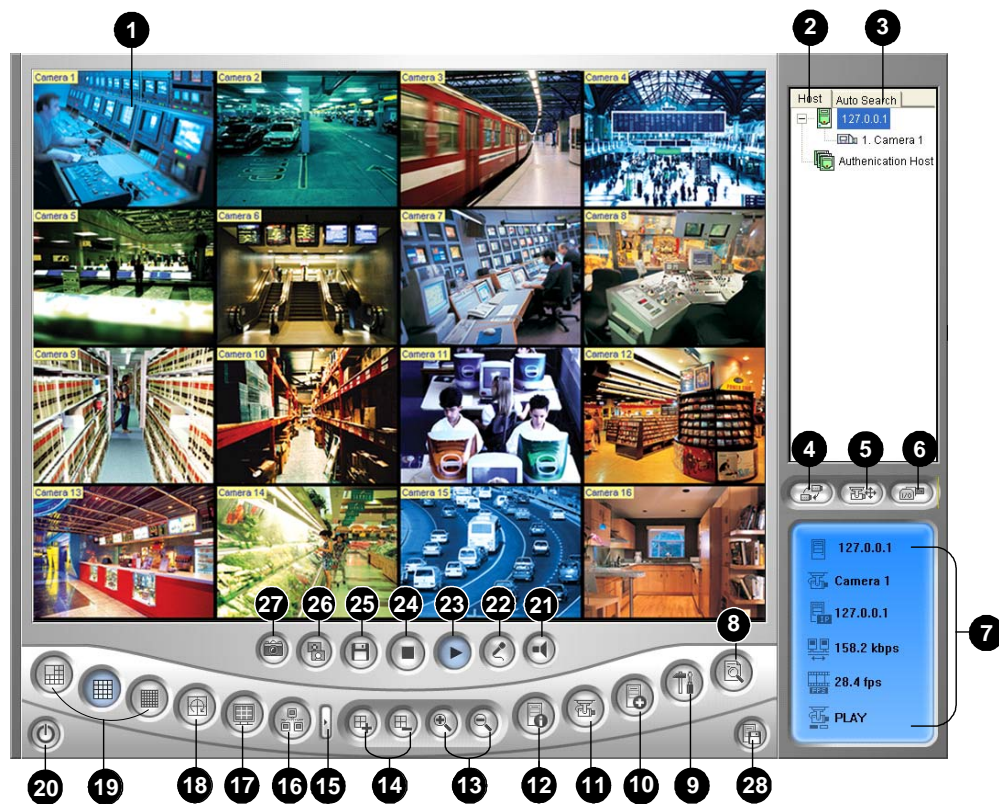 1
2
3
Camera 1
Camera 2
Camera 3
Camera 4
Host
Auto Search
127.0.0.1
1. Camera 1
Authenication Host
Camera 5
Camera 6
Camera 7
Camera 8
Camera 9
Camera 10
Camera 11
Camera 12
4
5
6
I/O
Camera 13
Camera 14
Camera 15
Camera 16
127.0.0.1
Camera 1
IP
127.0.0.1
158.2 kbps
FPS
28.4 fps
PLAY
7
27
26
25
24
23
22
21
8
20
19
18
17
16
15
14
13
12
11
10
9
28